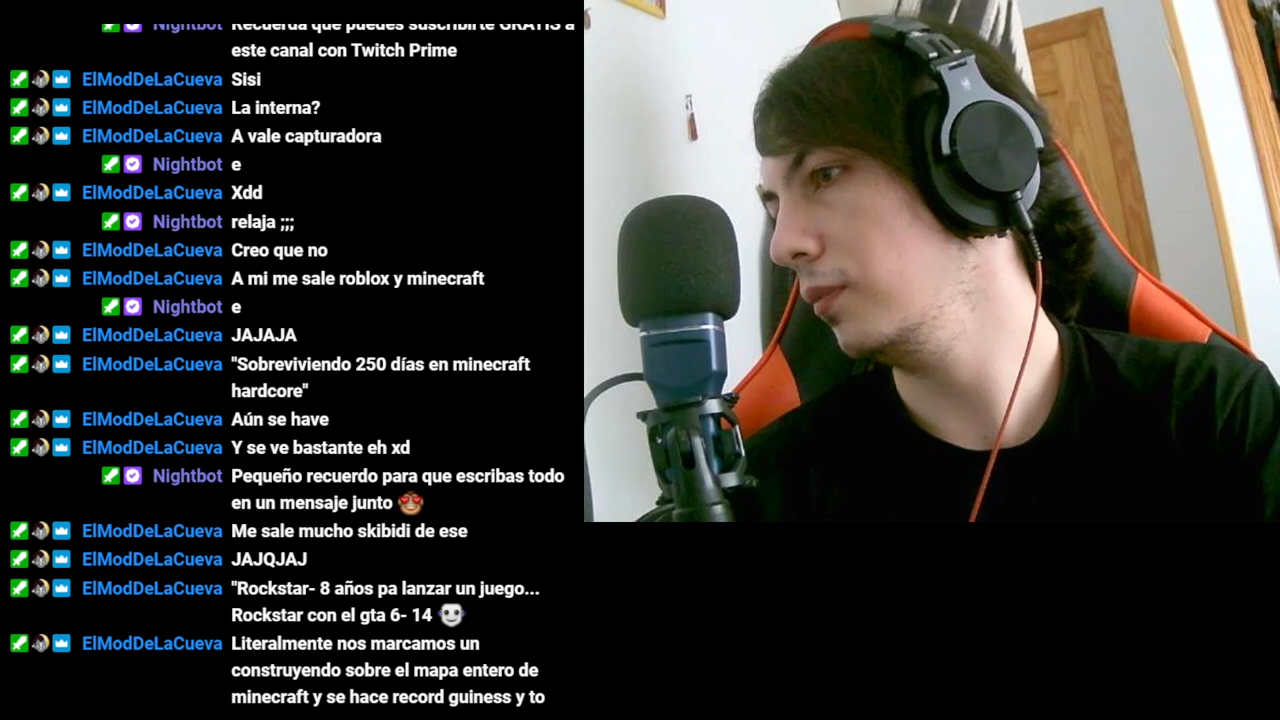 Nightbot Recuerda que puedes suscribirte GRATIS a
este canal con Twitch Prime
ElModDeLaCueva Sisi
ElModDeLaCueva La interna?
ElModDeLaCueva A vale capturadora
Nightbot e
ElModDeLaCueva Xdd
Nightbot relaja ;;;
ElModDeLaCueva Creo que no
ElModDeLaCueva A mi me sale roblox y minecraft
Nightbot e
ElModDeLaCueva JAJAJA
ElModDeLaCueva "Sobreviviendo 250 días en minecraft
hardcore"
ElModDeLaCueva Aún se have
ElModDeLaCueva Y se ve bastante eh xd
Nightbot Pequeño recuerdo para que escribas todo
en un mensaje junto
ElModDeLaCueva Me sale mucho skibidi de ese
ElModDeLaCueva JAJQJAJ
ElModDeLaCueva "Rockstar- 8 años pa lanzar un juego...
Rockstar con el gta 6- 14
ElModDeLaCueva Literalmente nos marcamos un
construyendo sobre el mapa entero de
minecraft y se hace record guiness y to